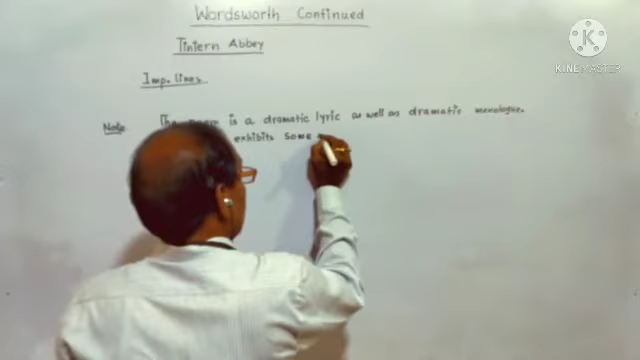 Wordsworth Continued
Tintern Abbey
Imp. lines
Note The poem is a dramatic lyric as well as dramatic monologue.
exhibits some
KINEMASTER